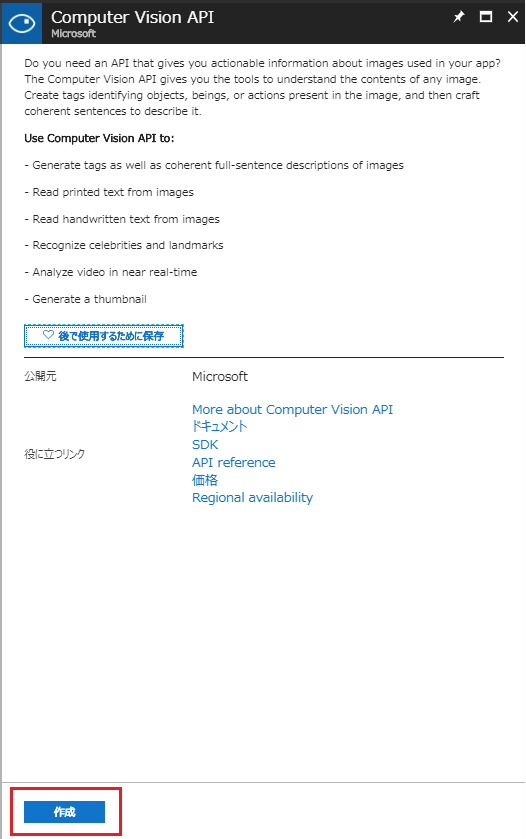 Computer Vision API
Microsoft
Do you need an API that gives you actionable information about images used in your app?
The Computer Vision API gives you the tools to understand the contents of any image.
Create tags identifying objects, beings, or actions present in the image, and then craft
coherent sentences to describe it.
Use Computer Vision API to:
- Generate tags as well as coherent full-sentence descriptions of images
- Read printed text from images
- Read handwritten text from images
- Recognize celebrities and landmarks
- Analyze video in near real-time
- Generate a thumbnail
後で使用するために保存
公開元
Microsoft
役に立つリンク
More about Computer Vision API
ドキュメント
SDK
API reference
価格
Regional availability
作成